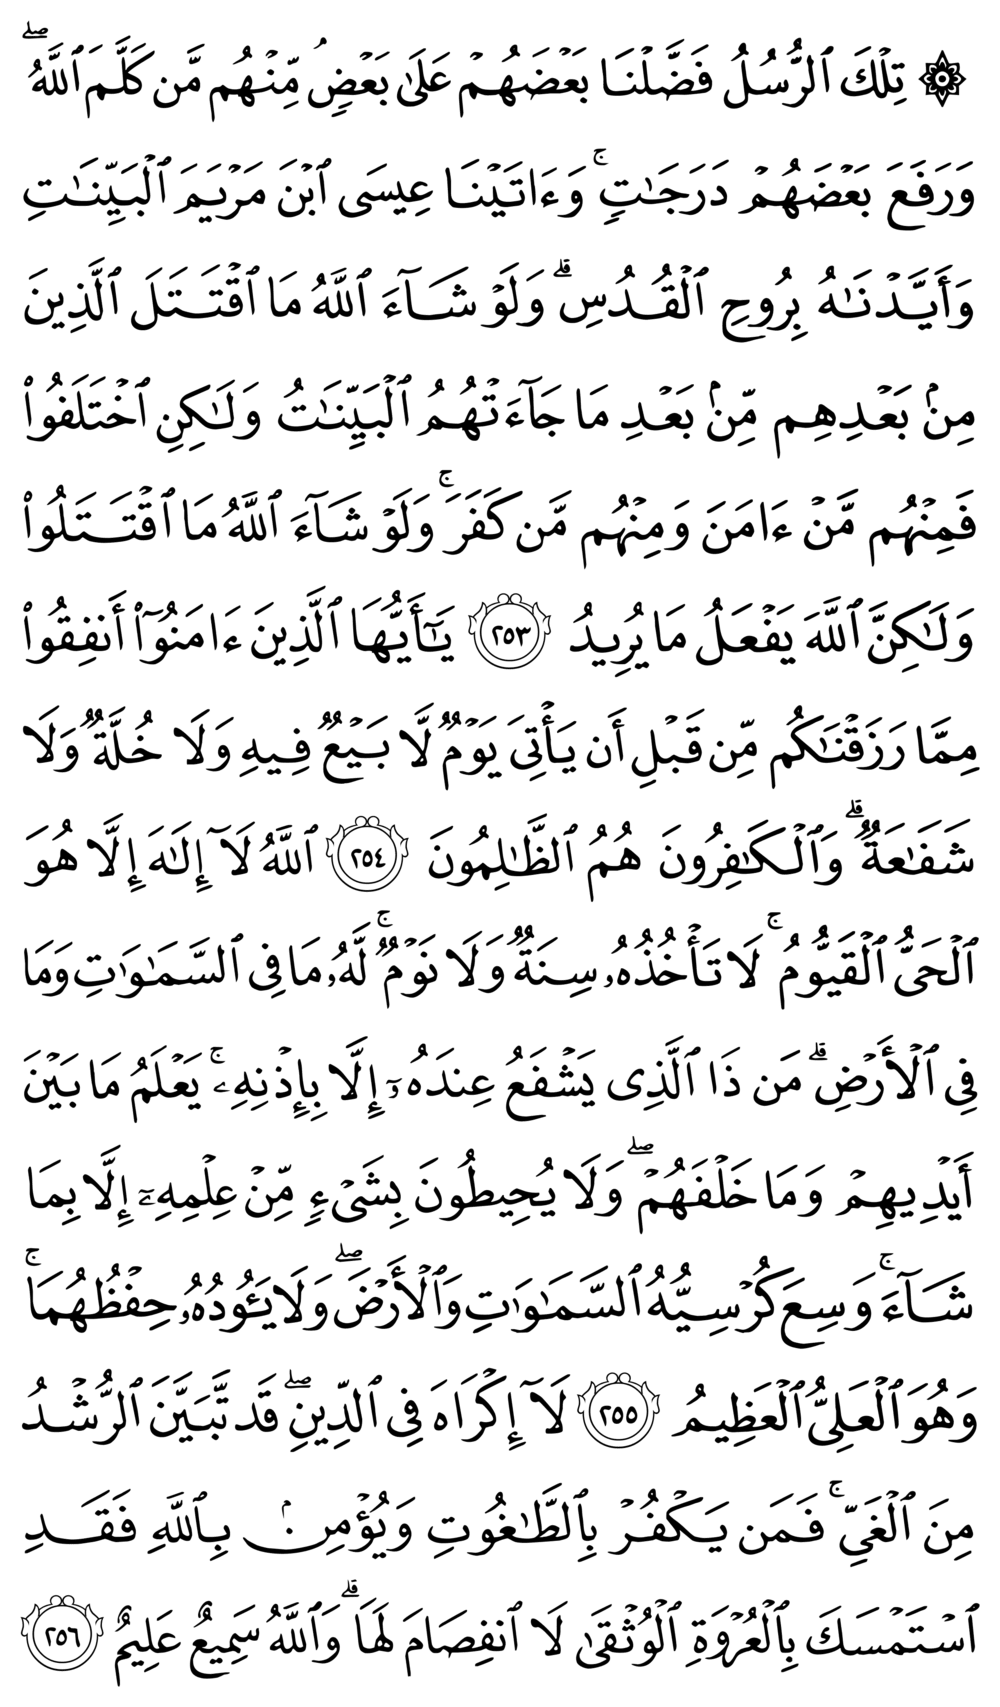 ۞ تِلۡكَ ٱلرُّسُلُ فَضَّلۡنَا بَعۡضَهُمۡ عَلَىٰ بَعۡضٖۘ مِّنۡهُم مَّن كَلَّمَ ٱللَّهُۖ
وَرَفَعَ بَعۡضَهُمۡ دَرَجَٰتٖۚ وَءَاتَيۡنَا عِيسَى ٱبۡنَ مَرۡيَمَ ٱلۡبَيِّنَٰتِ
وَأَيَّدۡنَٰهُ بِرُوحِ ٱلۡقُدُسِۗ وَلَوۡ شَآءَ ٱللَّهُ مَا ٱقۡتَتَلَ ٱلَّذِينَ
مِنۢ بَعۡدِهِم مِّنۢ بَعۡدِ مَا جَآءَتۡهُمُ ٱلۡبَيِّنَٰتُ وَلَٰكِنِ ٱخۡتَلَفُواْ
فَمِنۡهُم مَّنۡ ءَامَنَ وَمِنۡهُم مَّن كَفَرَۚ وَلَوۡ شَآءَ ٱللَّهُ مَا ٱقۡتَتَلُواْ
وَلَٰكِنَّ ٱللَّهَ يَفۡعَلُ مَا يُرِيدُ ٢٥٣ يَٰٓأَيُّهَا ٱلَّذِينَ ءَامَنُوٓاْ أَنفِقُواْ
مِمَّا رَزَقۡنَٰكُم مِّن قَبۡلِ أَن يَأۡتِيَ يَوۡمٞ لَّا بَيۡعٞ فِيهِ وَلَا خُلَّةٞ وَلَا
شَفَٰعَةٞۗ وَٱلۡكَٰفِرُونَ هُمُ ٱلظَّٰلِمُونَ ٢٥٤ ٱللَّهُ لَآ إِلَٰهَ إِلَّا هُوَ
ٱلۡحَيُّ ٱلۡقَيُّومُۚ لَا تَأۡخُذُهُۥ سِنَةٞ وَلَا نَوۡمٞۚ لَّهُۥ مَا فِي ٱلسَّمَٰوَٰتِ وَمَا
فِي ٱلۡأَرۡضِۗ مَن ذَا ٱلَّذِي يَشۡفَعُ عِندَهُۥٓ إِلَّا بِإِذۡنِهِۦۚ يَعۡلَمُ مَا بَيۡنَ
أَيۡدِيهِمۡ وَمَا خَلۡفَهُمۡۖ وَلَا يُحِيطُونَ بِشَيۡءٖ مِّنۡ عِلۡمِهِۦٓ إِلَّا بِمَا
شَآءَۚ وَسِعَ كُرۡسِيُّهُ ٱلسَّمَٰوَٰتِ وَٱلۡأَرۡضَۖ وَلَا يَـُٔودُهُۥ حِفۡظُهُمَاۚ
وَهُوَ ٱلۡعَلِيُّ ٱلۡعَظِيمُ ٢٥٥ لَآ إِكۡرَاهَ فِي ٱلدِّينِۖ قَد تَّبَيَّنَ ٱلرُّشۡدُ
مِنَ ٱلۡغَيِّۚ فَمَن يَكۡفُرۡ بِٱلطَّٰغُوتِ وَيُؤۡمِنۢ بِٱللَّهِ فَقَدِ
ٱسۡتَمۡسَكَ بِٱلۡعُرۡوَةِ ٱلۡوُثۡقَىٰ لَا ٱنفِصَامَ لَهَاۗ وَٱللَّهُ سَمِيعٌ عَلِيمٌ ٢٥٦